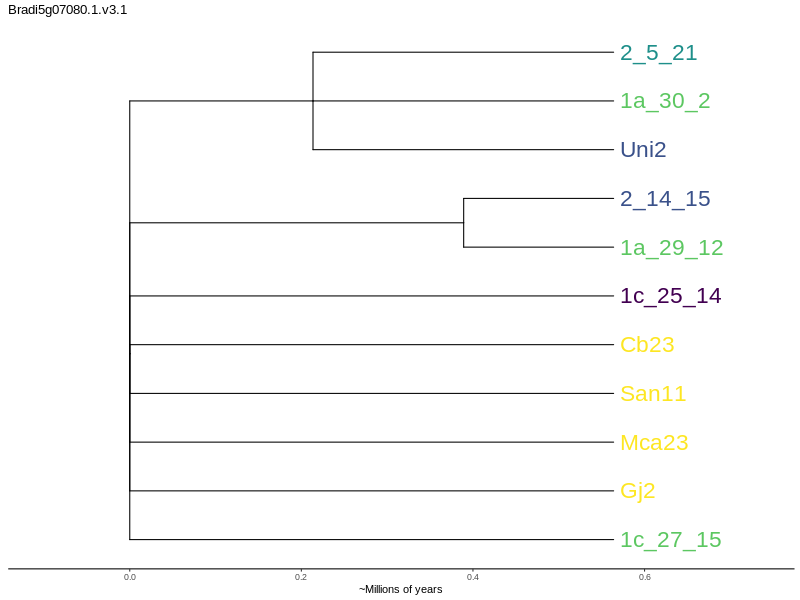 Bradi5g07080.1.v3.1
2_5_21
1a_30_2
Uni2
2_14_15
1a_29_12
1c_25_14
Cb23
San11
Mca23
Gj2
1c_27_15
0.0 0.2 0.4 0.6
~Millions of years